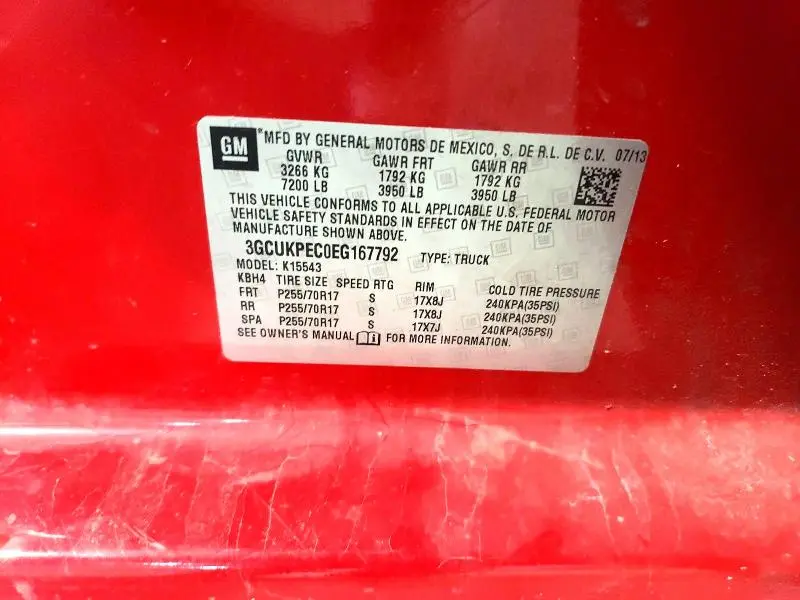 GM *MFD BY GENERAL MOTORS DE MEXICO, S. DE R.L. DE C.V. 07/13
GVWR GAWR FRT GAWR RR
3266 KG 1792 KG 1792 KG
7200 LB 3950 LB 3950 LB
THIS VEHICLE CONFORMS TO ALL APPLICABLE U.S. FEDERAL MOTOR
VEHICLE SAFETY STANDARDS IN EFFECT ON THE DATE OF
MANUFACTURE SHOWN ABOVE.
3GCUKPEC0EG167792 TYPE: TRUCK
MODEL: K15543
KBH4 TIRE SIZE SPEED RTG RIM COLD TIRE PRESSURE
FRT P255/70R17 S 17X8J 240KPA(35PSI)
RR P255/70R17 S 17X8J 240KPA(35PSI)
SPA P255/70R17 S 17X7J 240KPA(35PSI)
SEE OWNER'S MANUAL FOR MORE INFORMATION.